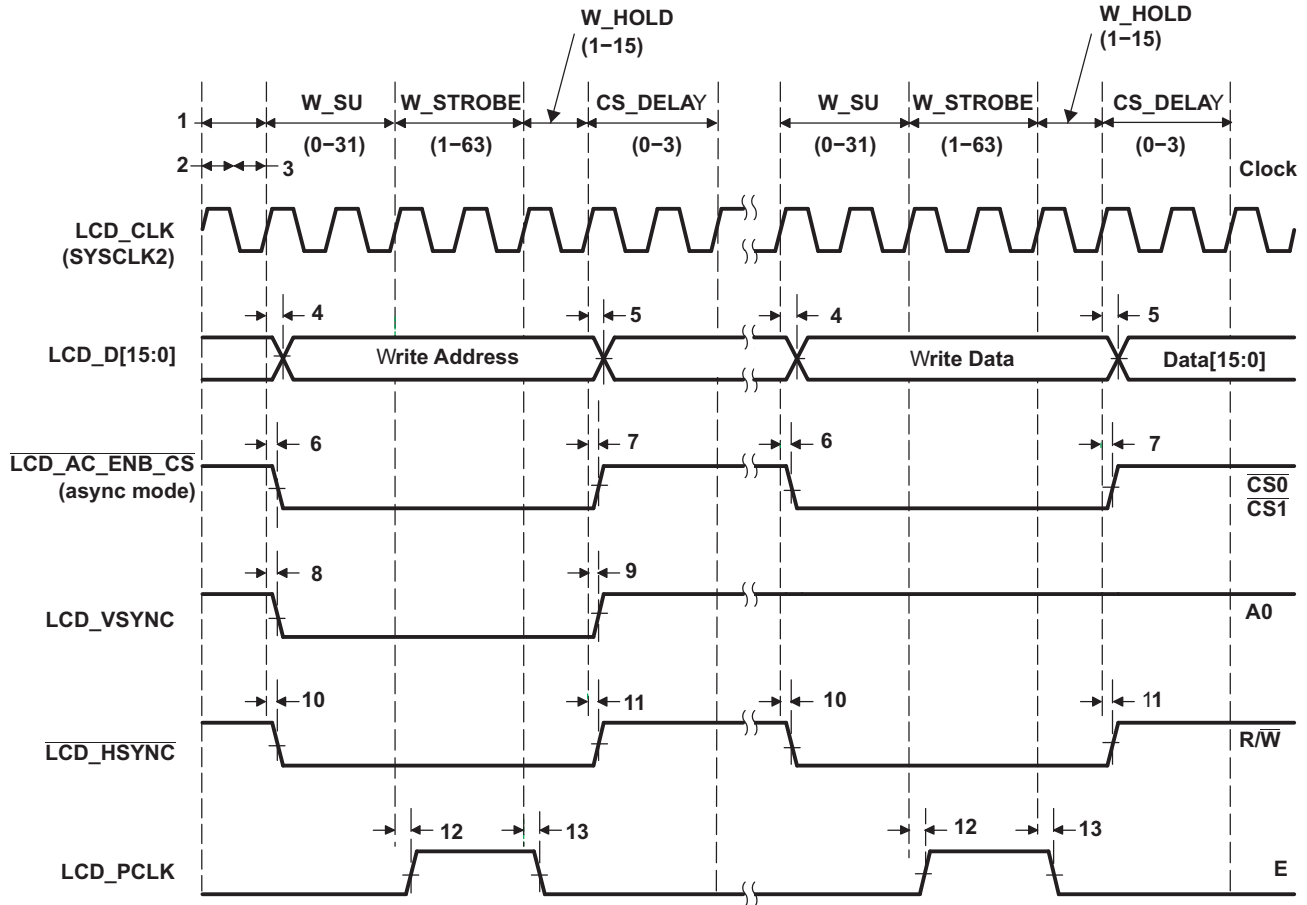 W_HOLD
(1−15)
W_HOLD
(1−15)
W_SU
W_STROBE
CS_DELAY
W_SU
W_STROBE
CS_DELAY
1
(0−31)
(1−63)
(0−3)
(0−31)
(1−63)
(0−3)
2
3
Clock
LCD_CLK
(SYSCLK2)
4
5
4
5
LCD_D[15:0]
Write Address
Write Data
Data[15:0]
6
7
6
7
LCD_AC_ENB_CS
(async mode)
CS0
CS1
8
9
LCD_VSYNC
A0
10
11
10
11
LCD_HSYNC
R/W
12
13
12
13
LCD_PCLK
E